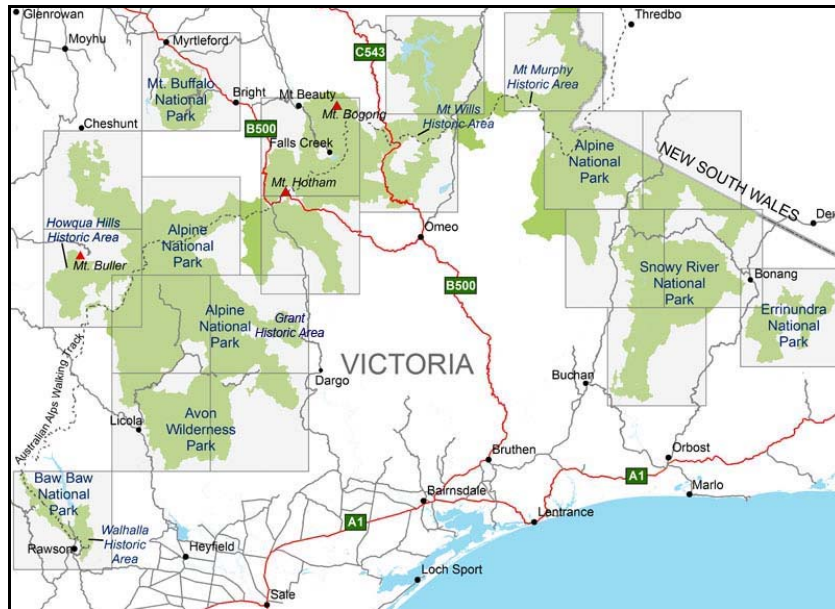 Glenrowan
Thredbo
Moyhu
Myrtleford
C543
Mt. Buffalo
National
Park
Bright
Mt Beauty
Mt. Bogong
Mt Wills
Historic Area
Mt Murphy
Historic Area
Cheshunt
B500
Falls Creek
Alpine
National
Park
NEW SOUTH WALES
Mt. Hotham
Howqua Hills
Historic Area
Mt. Buller
Alpine
National
Park
Omeo
Snowy River
National
Park
Bonang
B500
Errinundra
National
Park
Alpine
National
Park
Grant
Historic Area
VICTORIA
Dargo
Buchan
Australian Alps Walking Track
Licola
Avon
Wilderness
Park
Bruthen
Orbost
A1
Marlo
Baw Baw
National
Park
Bairnsdale
A1
Lentrance
Walhalla
Historic
Area
Rawson
Heyfield
Loch Sport
Sale